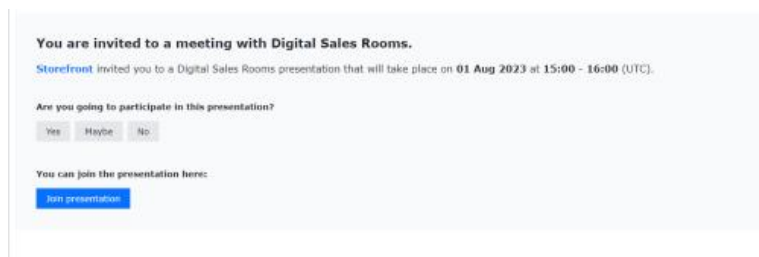 You are invited to a meeting with Digital Sales Rooms.
Storefront invited you to a Digital Sales Rooms presentation that will take place on 01 Aug 2023 at 15:00 - 16:00 (UTC).
Are you going to participate in this presentation?
Yes Maybe No
You can join the presentation here:
Join presentation